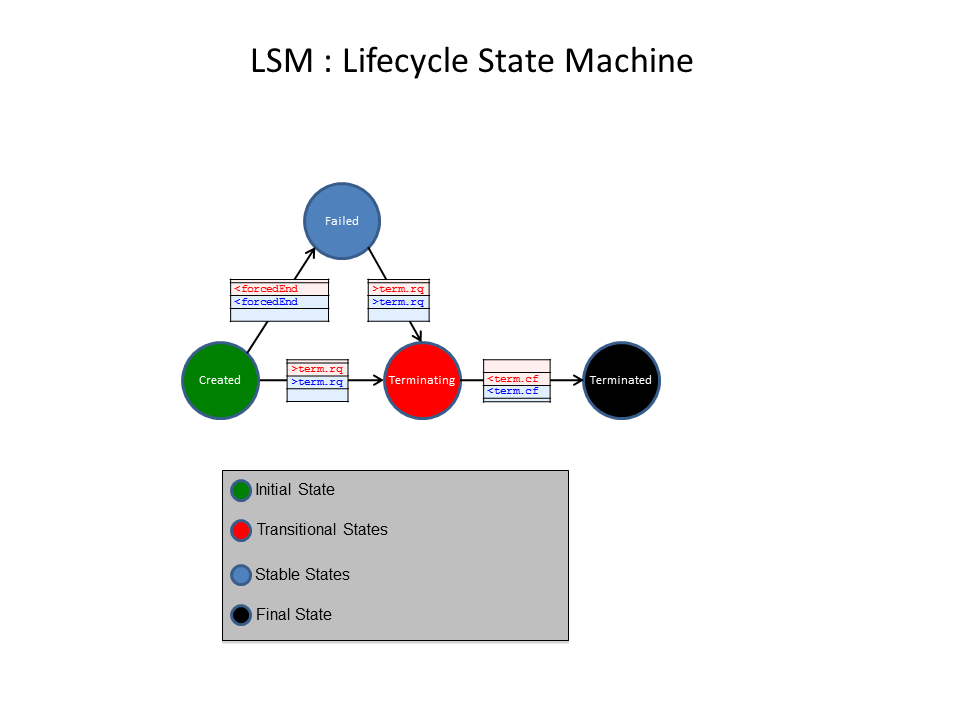 LSM : Lifecycle State Machine
Failed
<forcedEnd
<forcedEnd
>term.rq
>term.rq
Created
>term.rq
>term.rq
Terminating
<term.cf
<term.cf
Terminated
Initial State
Transitional States
Stable States
Final State